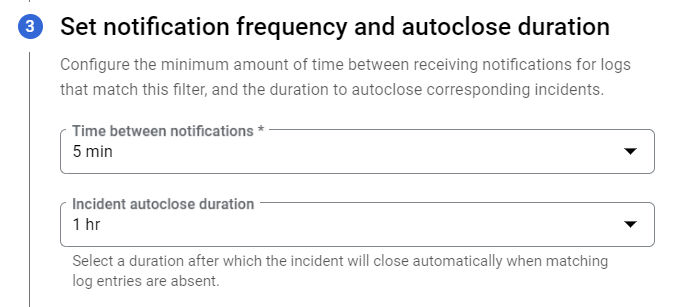 3 Set notification frequency and autoclose duration
Configure the minimum amount of time between receiving notifications for logs
that match this filter, and the duration to autoclose corresponding incidents.
Time between notifications *
5 min
Incident autoclose duration
1 hr
Select a duration after which the incident will close automatically when matching
log entries are absent.